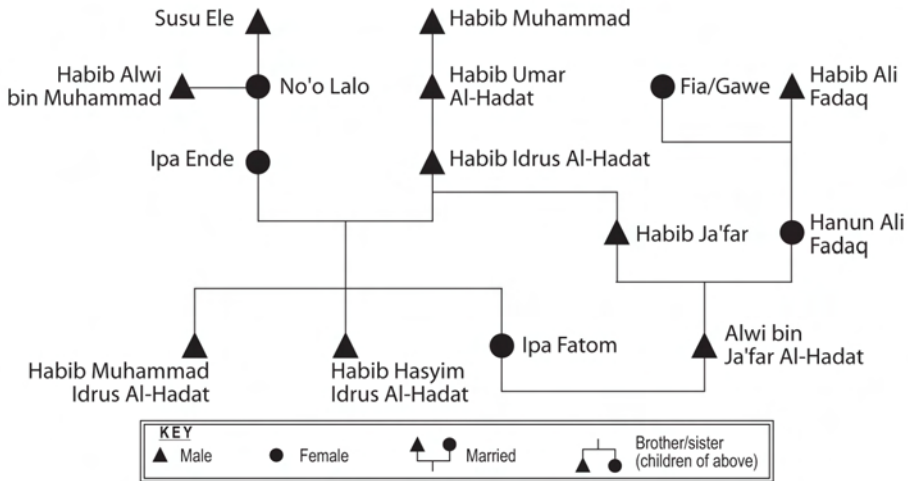 Susu Ele
Habib Muhammad
Habib Alwi
bin Muhammad
No'o Lalo
Habib Umar
Al-Hadat
Fia/Gawe
Habib Ali
Fadaq
Ipa Ende
Habib Idrus Al-Hadat
Habib Ja'far
Hanun Ali
Fadaq
Habib Muhammad
Idrus Al-Hadat
Habib Hasyim
Idrus Al-Hadat
Ipa Fatom
Alwi bin
Ja'far Al-Hadat
KEY
Male
Female
Married
Brother/sister
(children of above)